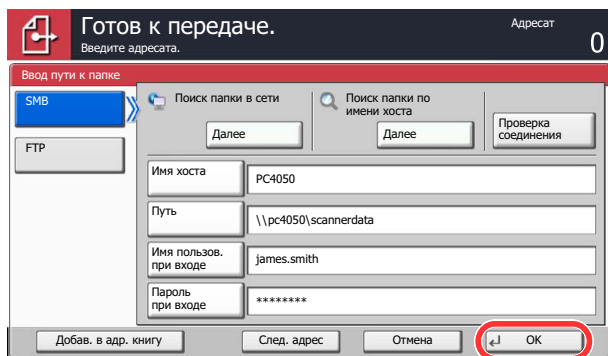 Готов к передаче.
Введите адресата.
Адресат
0
Ввод пути к папке
SMB
FTP
Поиск папки в сети
Далее
Поиск папки по
имени хоста
Далее
Проверка
соединения
Имя хоста
PC4050
Путь
\\pc4050\scannerdata
Имя пользов.
при входе
james.smith
Пароль
при входе
********
Добав. в адр. книгу
След. адрес
Отмена
OK